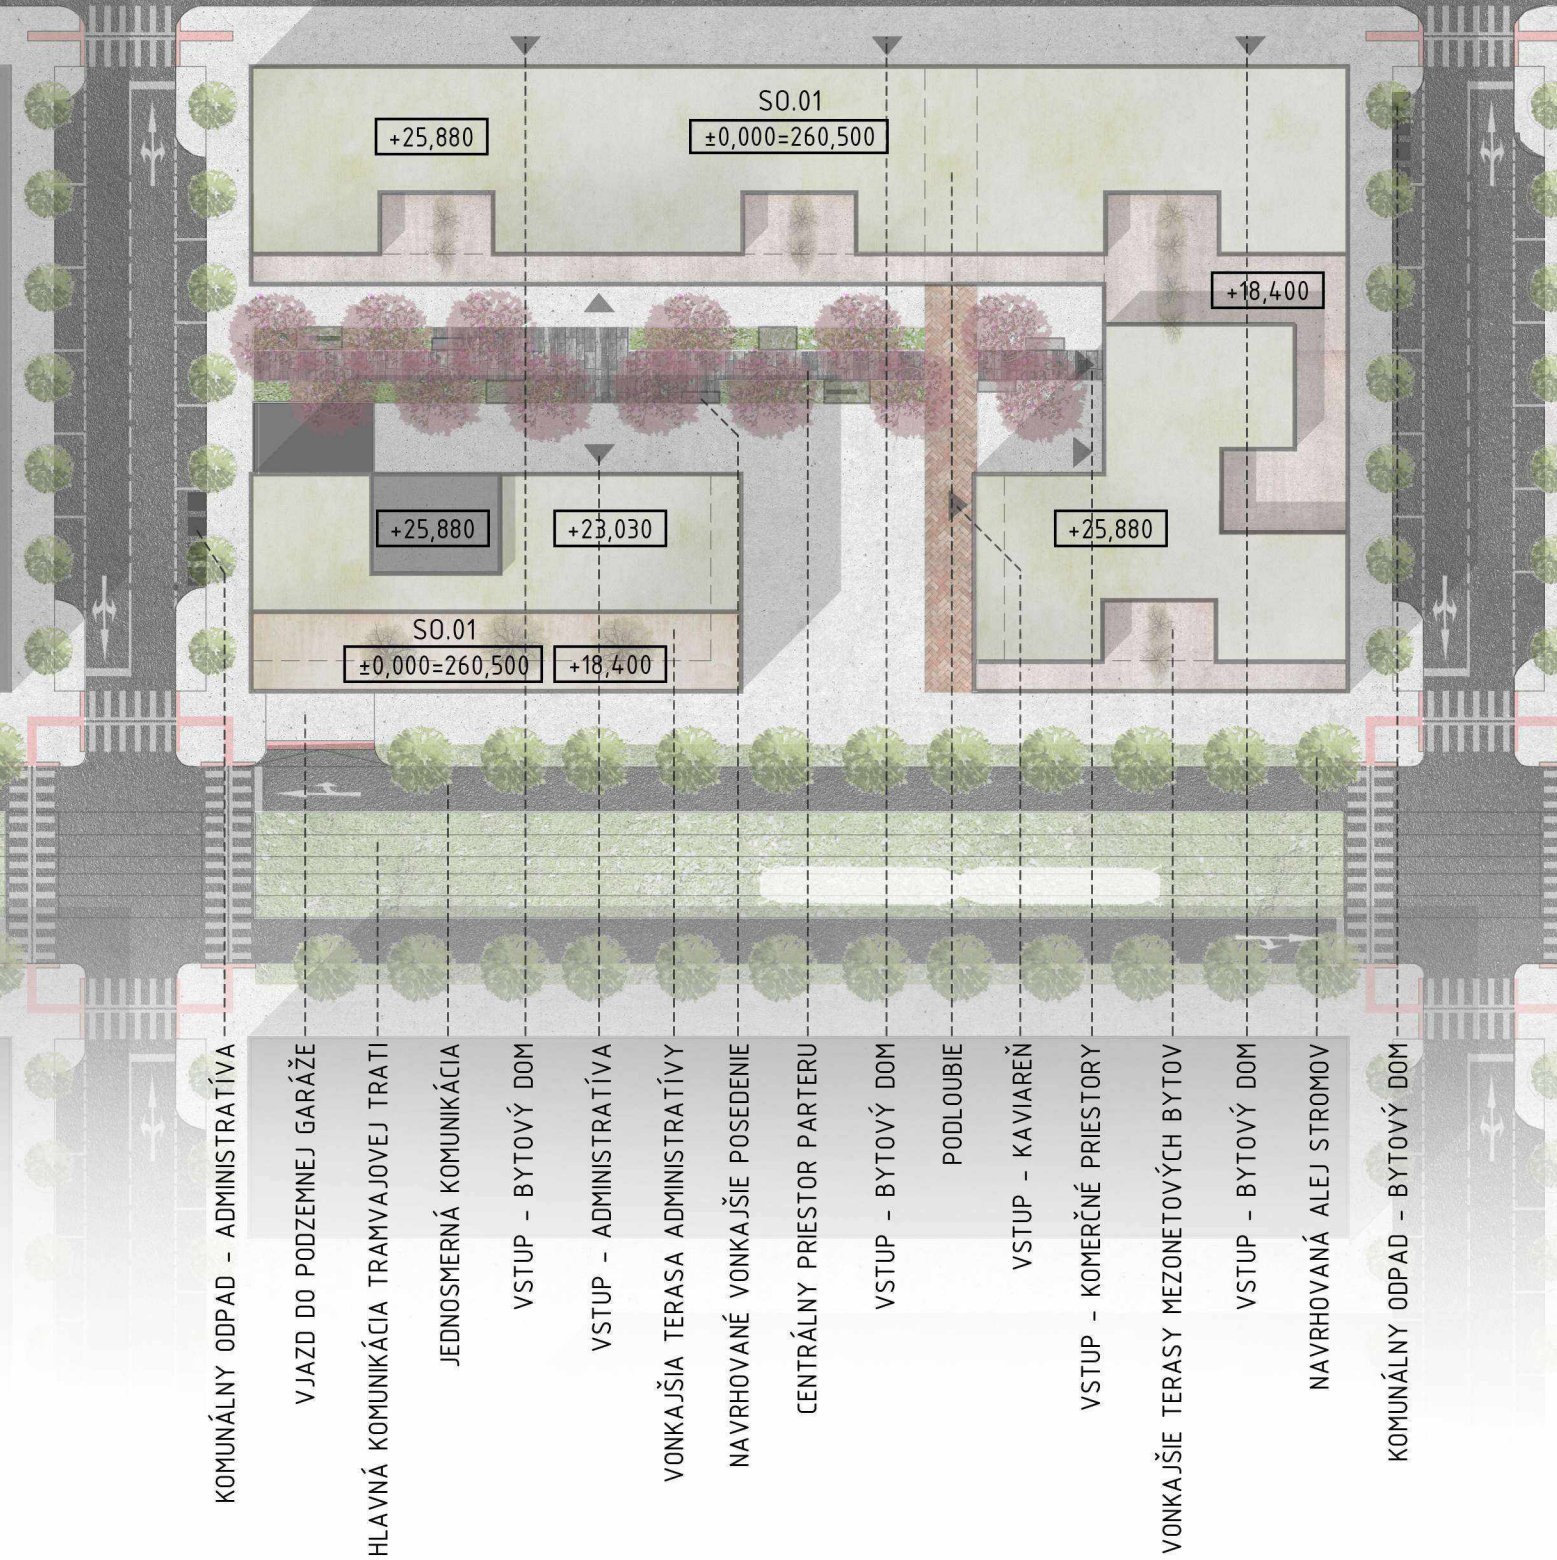 SO.01
+25,880
±0,000=260,500
+18,400
+25,880
+23,030
+25,880
SO.01
±0,000=260,500
+18,400
KOMUNÁLNY ODPAD - ADMINISTRATÍVA
VJAZD DO PODZEMNEJ GARÁŽE
HLAVNÁ KOMUNIKÁCIA TRAMVAJOVEJ TRATI
JEDNOSMERNÁ KOMUNIKÁCIA
VSTUP - BYTOVÝ DOM
VSTUP - ADMINISTRATÍVA
VONKAJŠIA TERASA ADMINISTRATÍVY
NAVRHOVANÉ VONKAJŠIE POSEDENIE
CENTRÁLNY PRIESTOR PARTERU
VSTUP - BYTOVÝ DOM
PODLOUBIE
VSTUP - KAVIAREŇ
VSTUP - KOMERČNÉ PRIESTORY
VONKAJŠIE TERASY MEZONETOVÝCH BYTOV
VSTUP - BYTOVÝ DOM
NAVRHOVANÁ ALEJ STROMOV
KOMUNÁLNY ODPAD - BYTOVÝ DOM